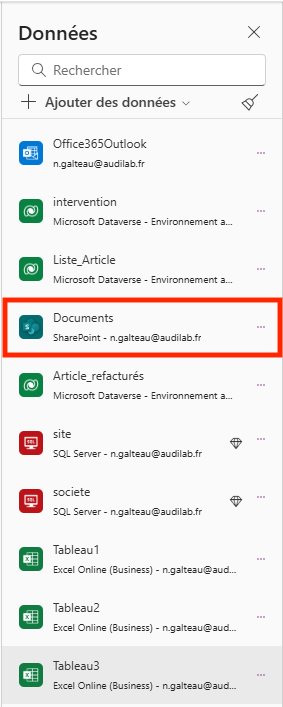 Données
Rechercher
Ajouter des données
Office365Outlook
n.galteau@audilab.fr
intervention
Microsoft Dataverse - Environnement a...
Liste_Article
Microsoft Dataverse - Environnement a...
Documents
SharePoint - n.galteau@audilab.fr
Article_refacturés
Microsoft Dataverse - Environnement a...
site
SQL Server - n.galteau@audilab.fr
societe
SQL Server - n.galteau@audilab.fr
Tableau1
Excel Online (Business) - n.galteau@aud...
Tableau2
Excel Online (Business) - n.galteau@aud...
Tableau3
Excel Online (Business) - n.galteau@aud...